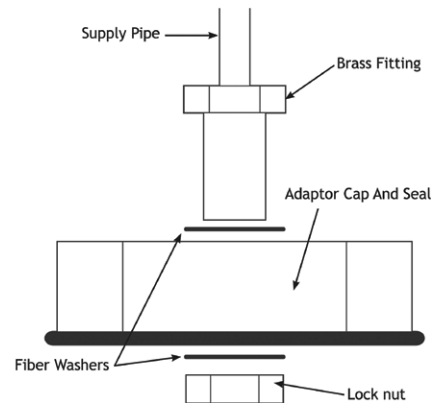 Supply Pipe
Brass Fitting
Adaptor Cap And Seal
Fiber Washers
Lock nut